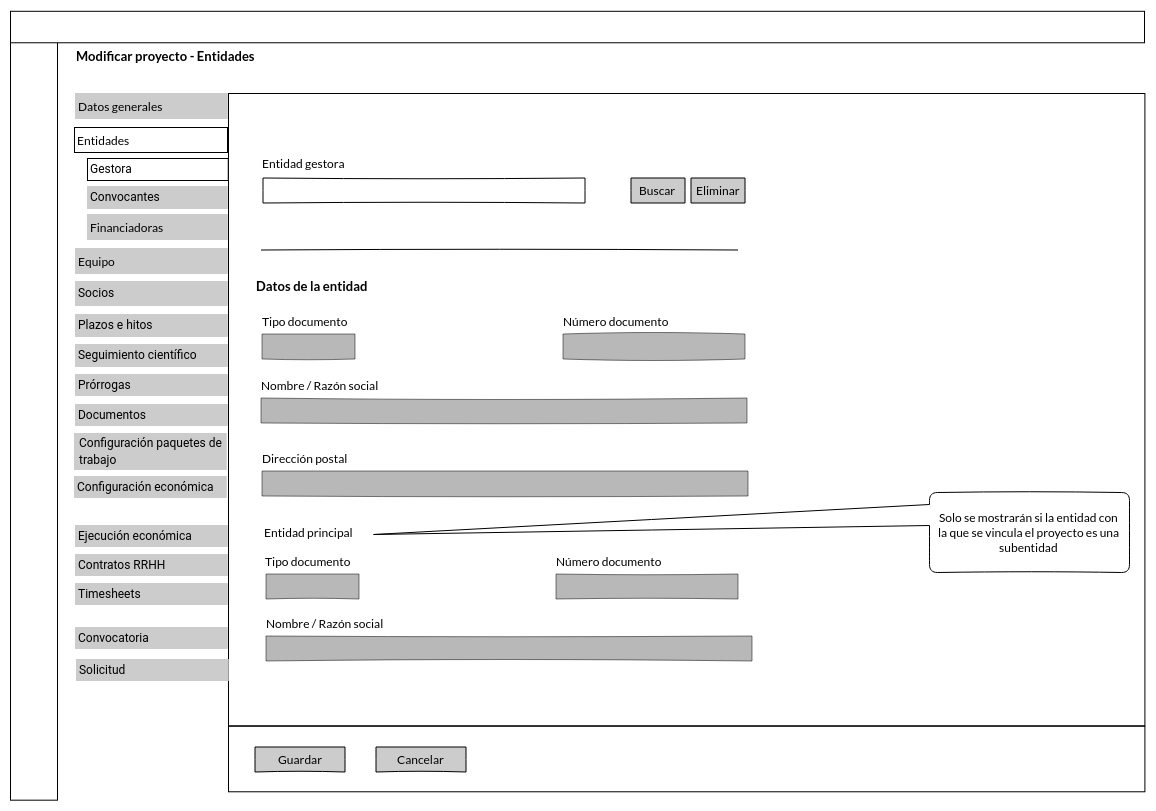 Modificar proyecto - Entidades
Datos generales
Entidades
Gestora
Convocantes
Financiadoras
Equipo
Socios
Plazos e hitos
Seguimiento científico
Prórrogas
Documentos
Configuración paquetes de
trabajo
Configuración económica
Ejecución económica
Contratos RRHH
Timesheets
Convocatoria
Solicitud
Entidad gestora
Buscar
Eliminar
Datos de la entidad
Tipo documento
Número documento
Nombre / Razón social
Dirección postal
Entidad principal
Solo se mostrarán si la entidad con
la que se vincula el proyecto es una
subentidad
Tipo documento
Número documento
Nombre / Razón social
Guardar
Cancelar